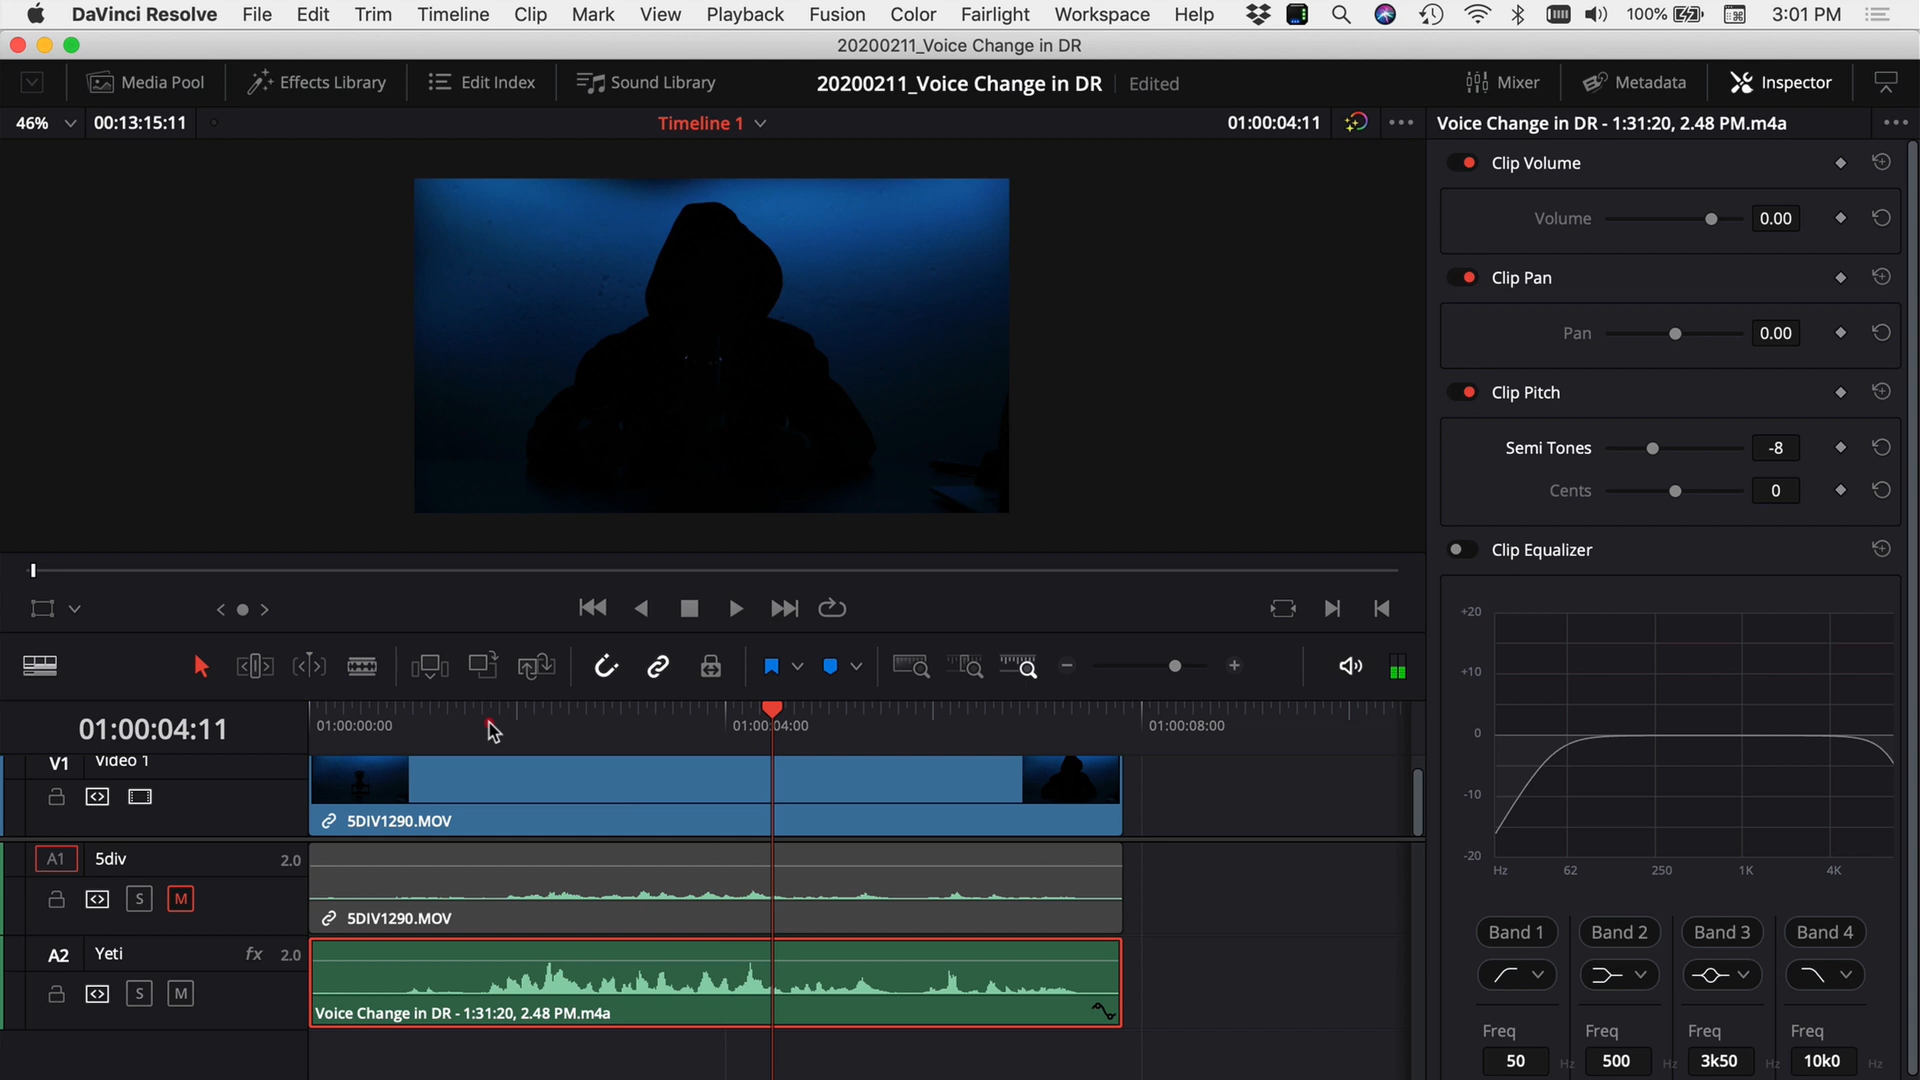 DaVinci Resolve File Edit Trim Timeline Clip Mark View Playback Fusion Color Fairlight Workspace Help 100% 3:01 PM
20200211_Voice Change in DR
Media Pool Effects Library Edit Index Sound Library 20200211_Voice Change in DR Edited Mixer Metadata Inspector
46% 00:13:15:11 Timeline 1 01:00:04:11 Voice Change in DR - 1:31:20, 2.48 PM.m4a
Clip Volume
Volume 0.00
Clip Pan
Pan 0.00
Clip Pitch
Semi Tones -8
Cents 0
Clip Equalizer
+20
+10
0
-10
-20
Hz 62 250 1K 4K
Band 1 Band 2 Band 3 Band 4
Freq Freq Freq Freq
50 Hz 500 Hz 3k50 Hz 10k0 Hz
01:00:04:11 01:00:00:00 01:00:04:00 01:00:08:00
V1 Video 1
5DIV1290.MOV
A1 5div 2.0
S M
5DIV1290.MOV
A2 Yeti fx 2.0
S M
Voice Change in DR - 1:31:20, 2.48 PM.m4a